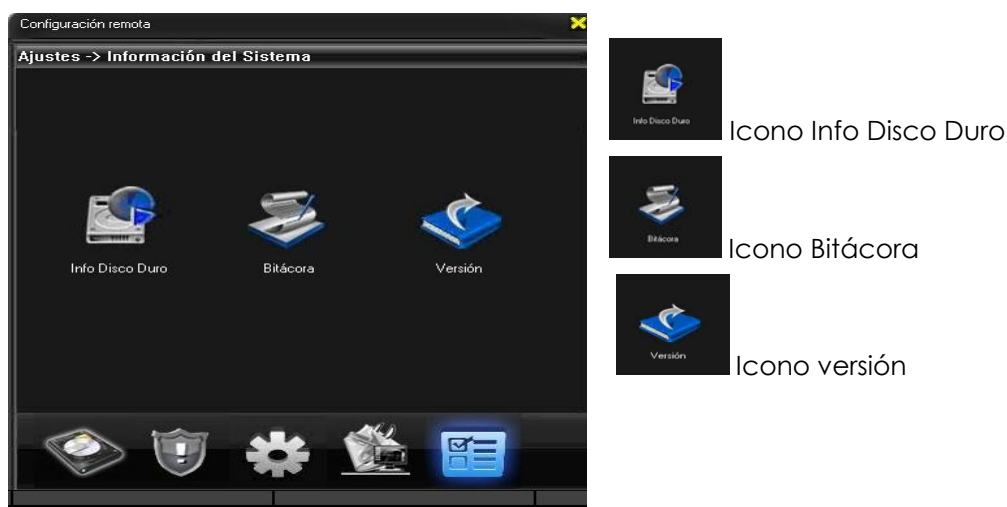 Configuración remota
Ajustes -> Información del Sistema
Info Disco Duro
Bitácora
Versión
Info Disco Duro
Icono Info Disco Duro
Bitácora
Icono Bitácora
Versión
Icono versión